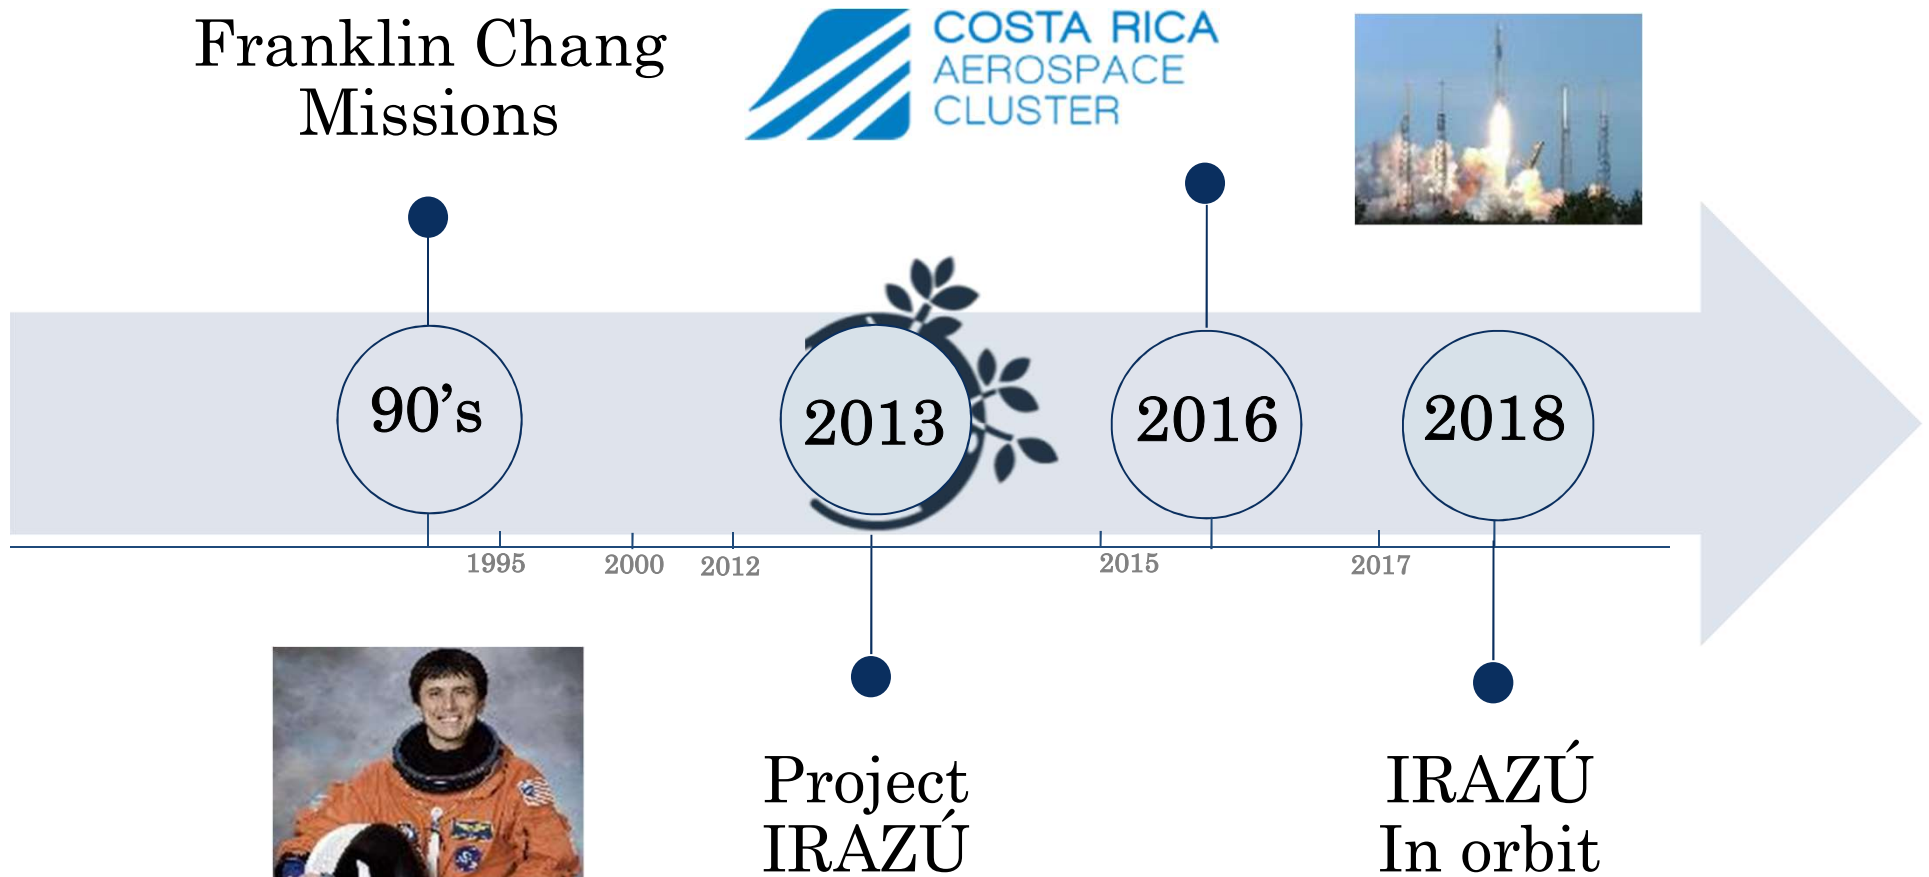 Franklin Chang
Missions
COSTA RICA
AEROSPACE
CLUSTER
90’s
2013
2016
2018
1995
2000
2012
2015
2017
Project
IRAZÚ
IRAZÚ
In orbit